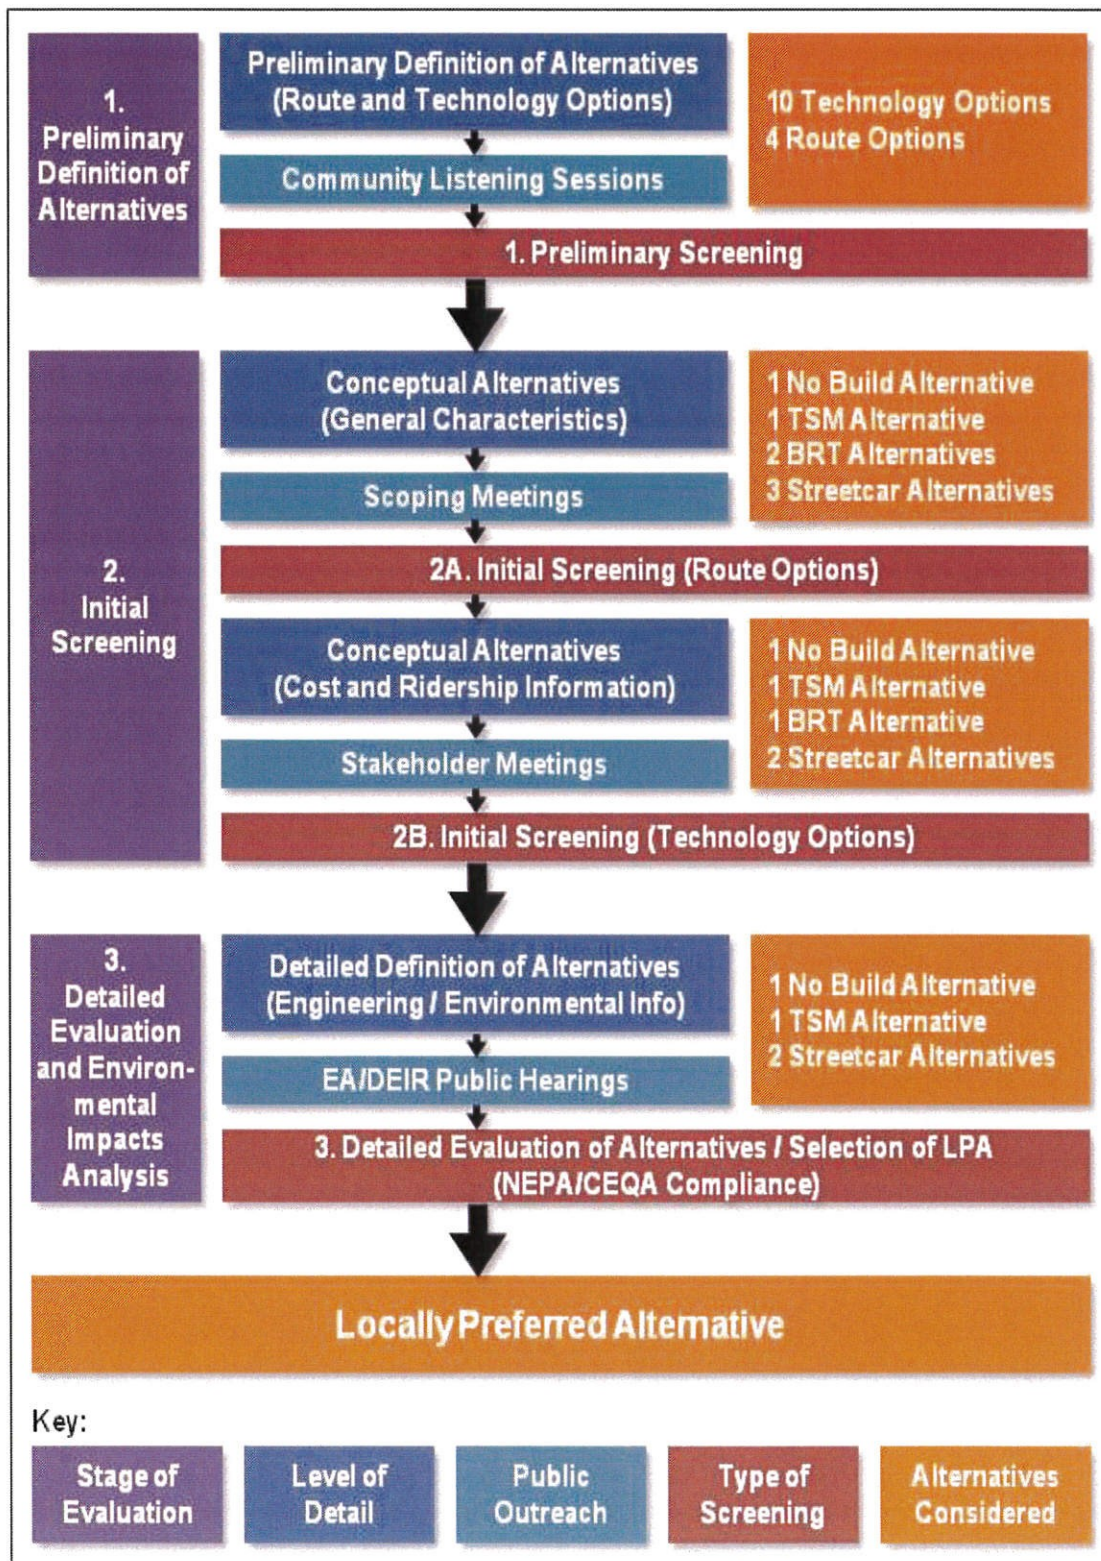 1.
Preliminary
Definition of
Alternatives
Preliminary Definition of Alternatives
(Route and Technology Options)
10 Technology Options
4 Route Options
Community Listening Sessions
1. Preliminary Screening
2.
Initial
Screening
Conceptual Alternatives
(General Characteristics)
1 No Build Alternative
1 TSM Alternative
2 BRT Alternatives
3 Streetcar Alternatives
Scoping Meetings
2A. Initial Screening (Route Options)
Conceptual Alternatives
(Cost and Ridership Information)
1 No Build Alternative
1 TSM Alternative
1 BRT Alternative
2 Streetcar Alternatives
Stakeholder Meetings
2B. Initial Screening (Technology Options)
3.
Detailed
Evaluation
and Environ-
mental
Impacts
Analysis
Detailed Definition of Alternatives
(Engineering / Environmental Info)
1 No Build Alternative
1 TSM Alternative
2 Streetcar Alternatives
EA/DEIR Public Hearings
3. Detailed Evaluation of Alternatives / Selection of LPA
(NEPA/CEQA Compliance)
Locally Preferred Alternative
Key:
Stage of
Evaluation
Level of
Detail
Public
Outreach
Type of
Screening
Alternatives
Considered